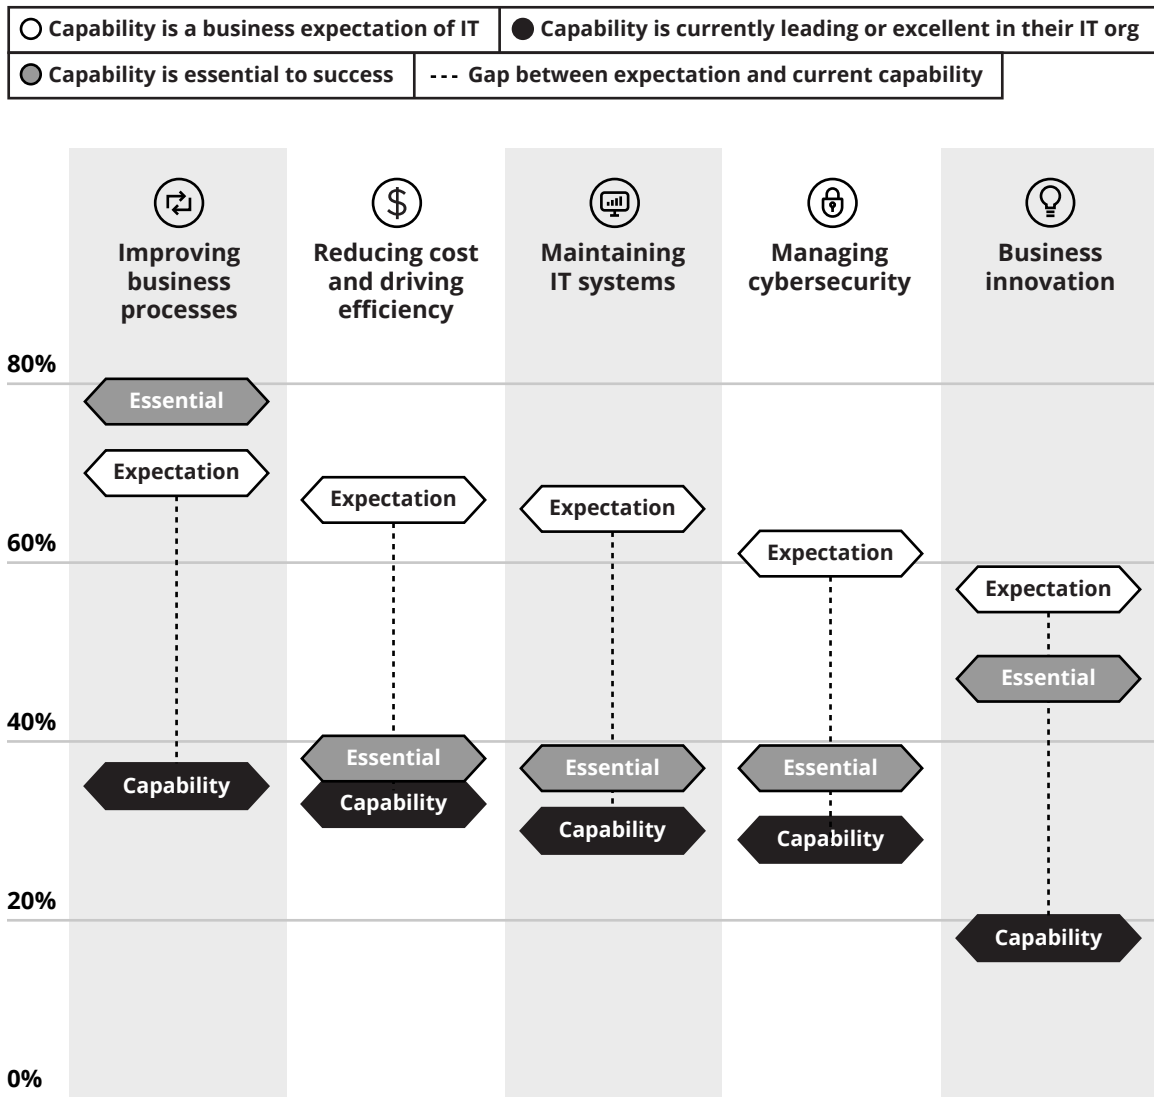 Capability is a business expectation of IT
Capability is currently leading or excellent in their IT org
Capability is essential to success
--- Gap between expectation and current capability
Improving
business
processes
Reducing cost
and driving
efficiency
Maintaining
IT systems
Managing
cybersecurity
Business
innovation
80%
Essential
Expectation
Expectation
Expectation
60%
Expectation
Expectation
Essential
40%
Essential
Essential
Essential
Capability
Capability
Capability
Capability
20%
Capability
0%